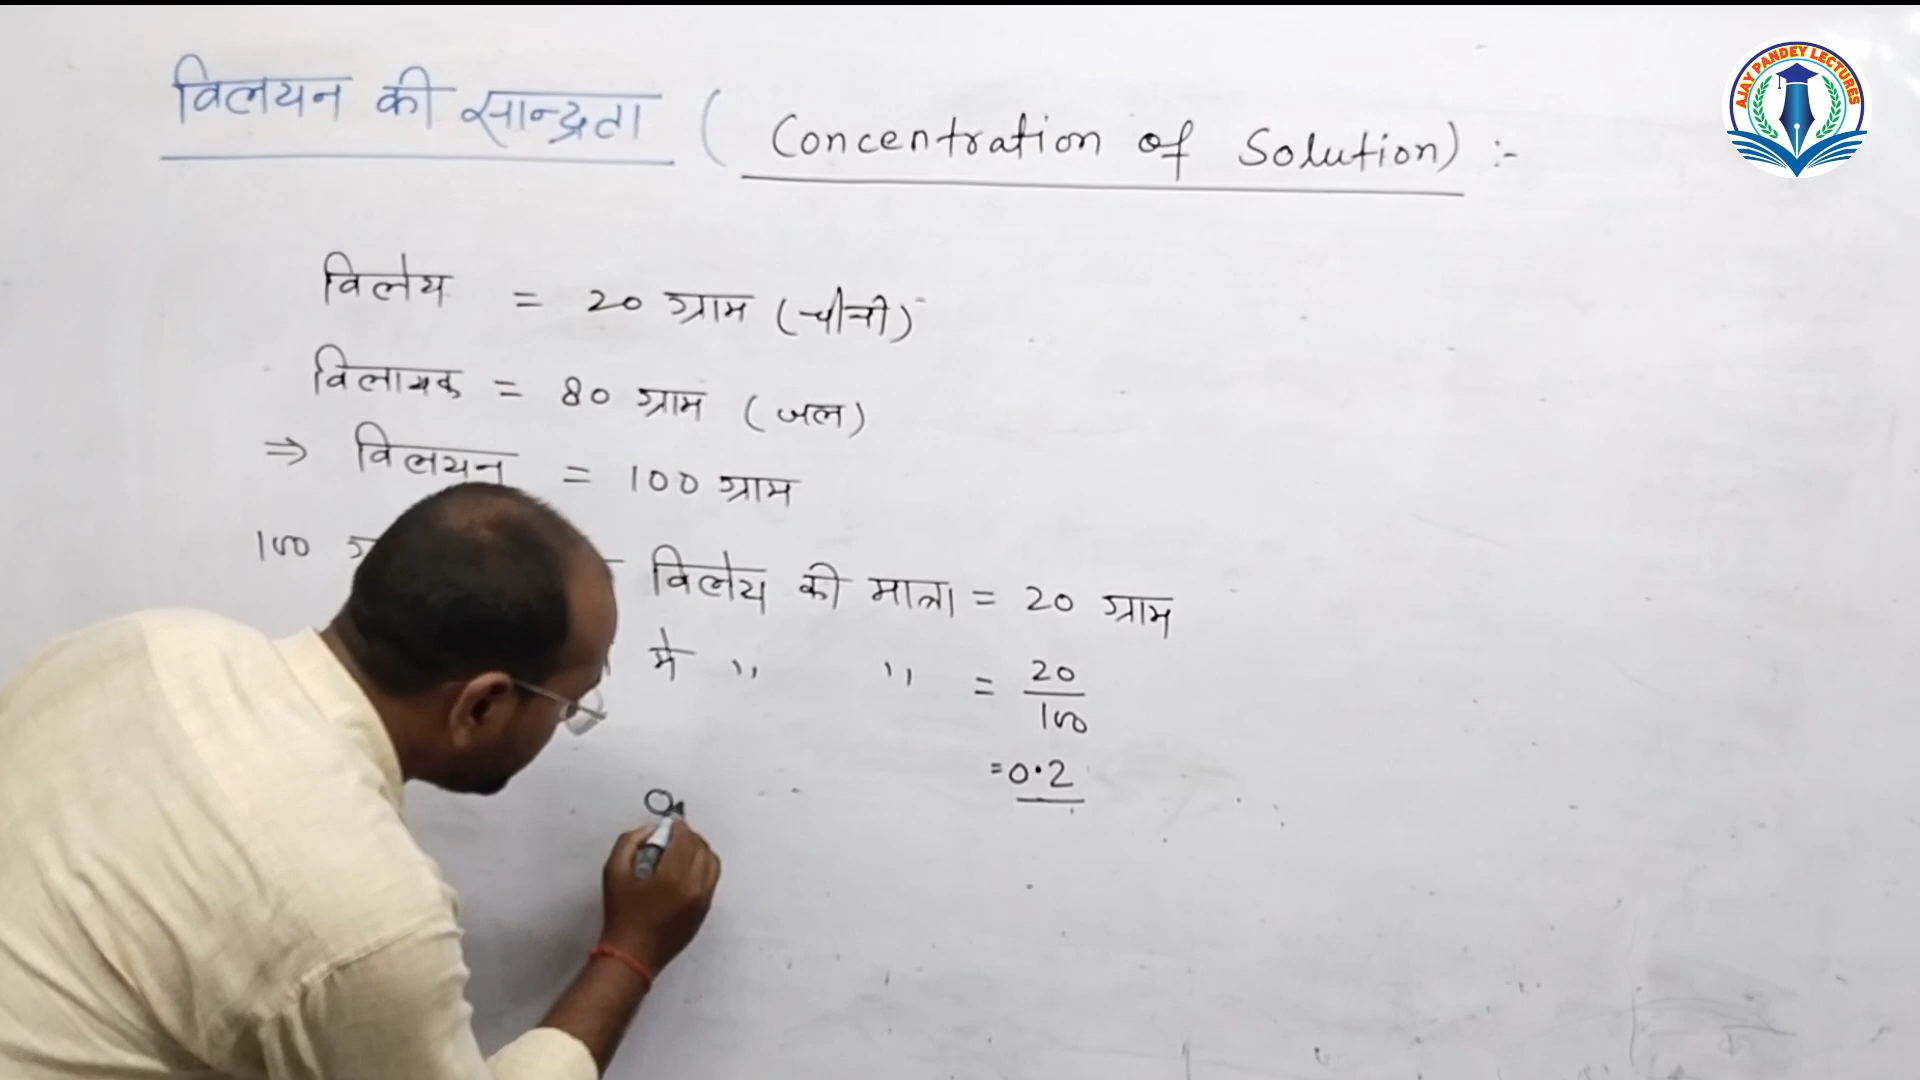 AJAY PANDEY LECTURES
विलयन की सान्द्रता ( Concentration of Solution) :-
विलेय = 20 ग्राम (चीनी)
विलायक = 80 ग्राम (जल)
⇒ विलयन = 100 ग्राम
100 विलेय की मात्रा = 20 ग्राम
में ,, ,, = 20/100
= 0.2